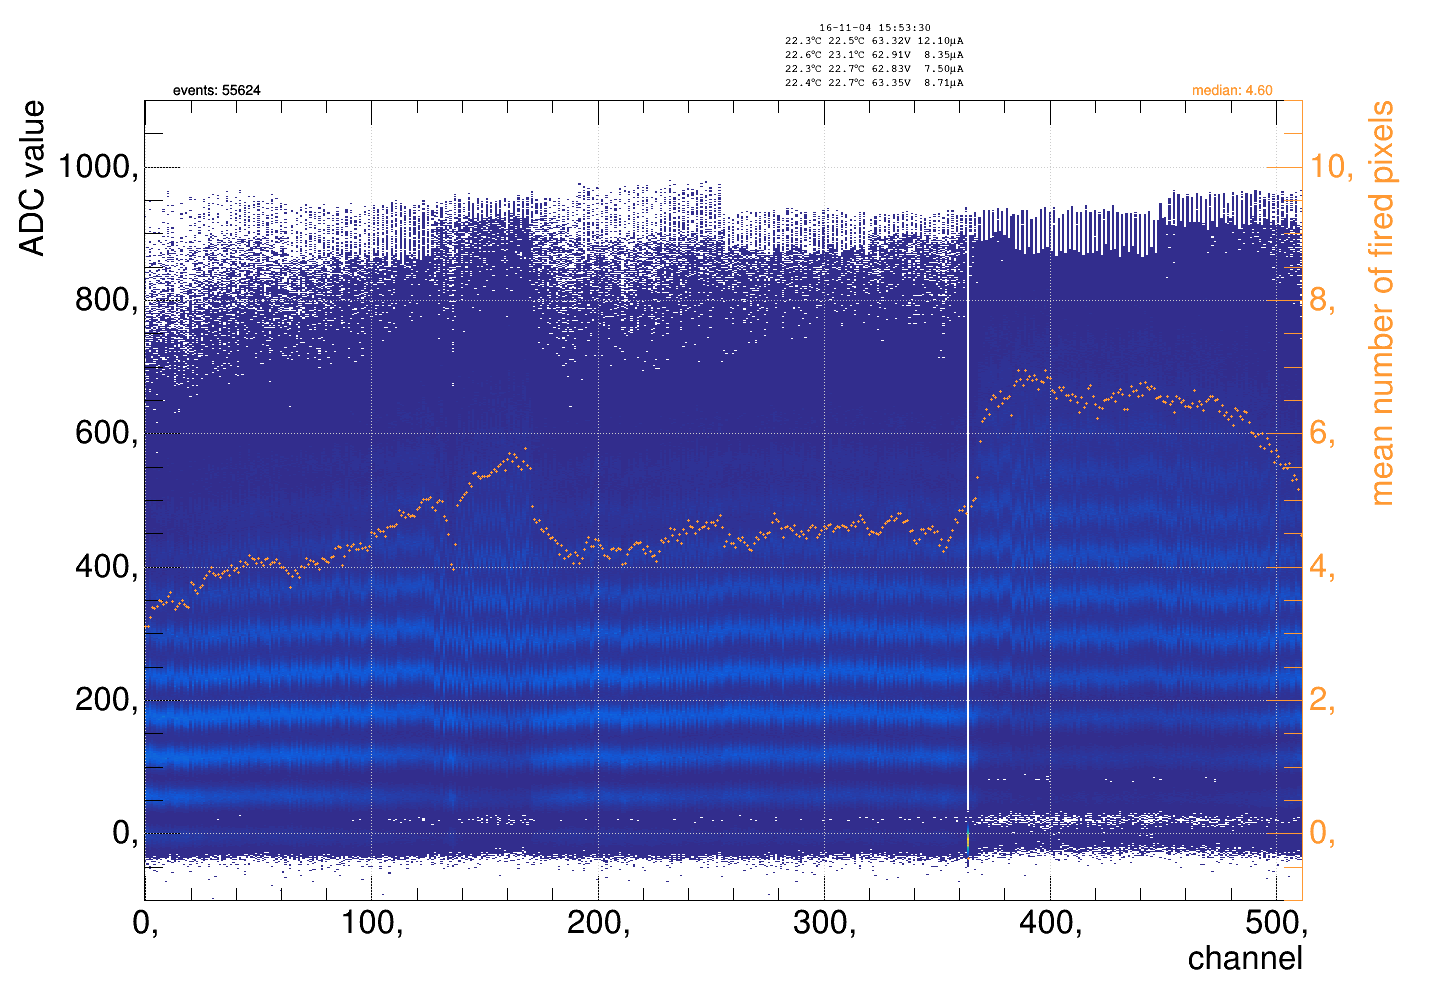 16-11-04 15:53:30
22.3°C 22.5°C 63.32V 12.10µA
22.6°C 23.1°C 62.91V 8.35µA
22.3°C 22.7°C 62.83V 7.50µA
22.4°C 22.7°C 63.35V 8.71µA
events: 55624
median: 4.60
ADC value
1000,
800,
600,
400,
200,
0,
10,
8,
6,
4,
2,
0,
mean number of fired pixels
0, 100, 200, 300, 400, 500,
channel